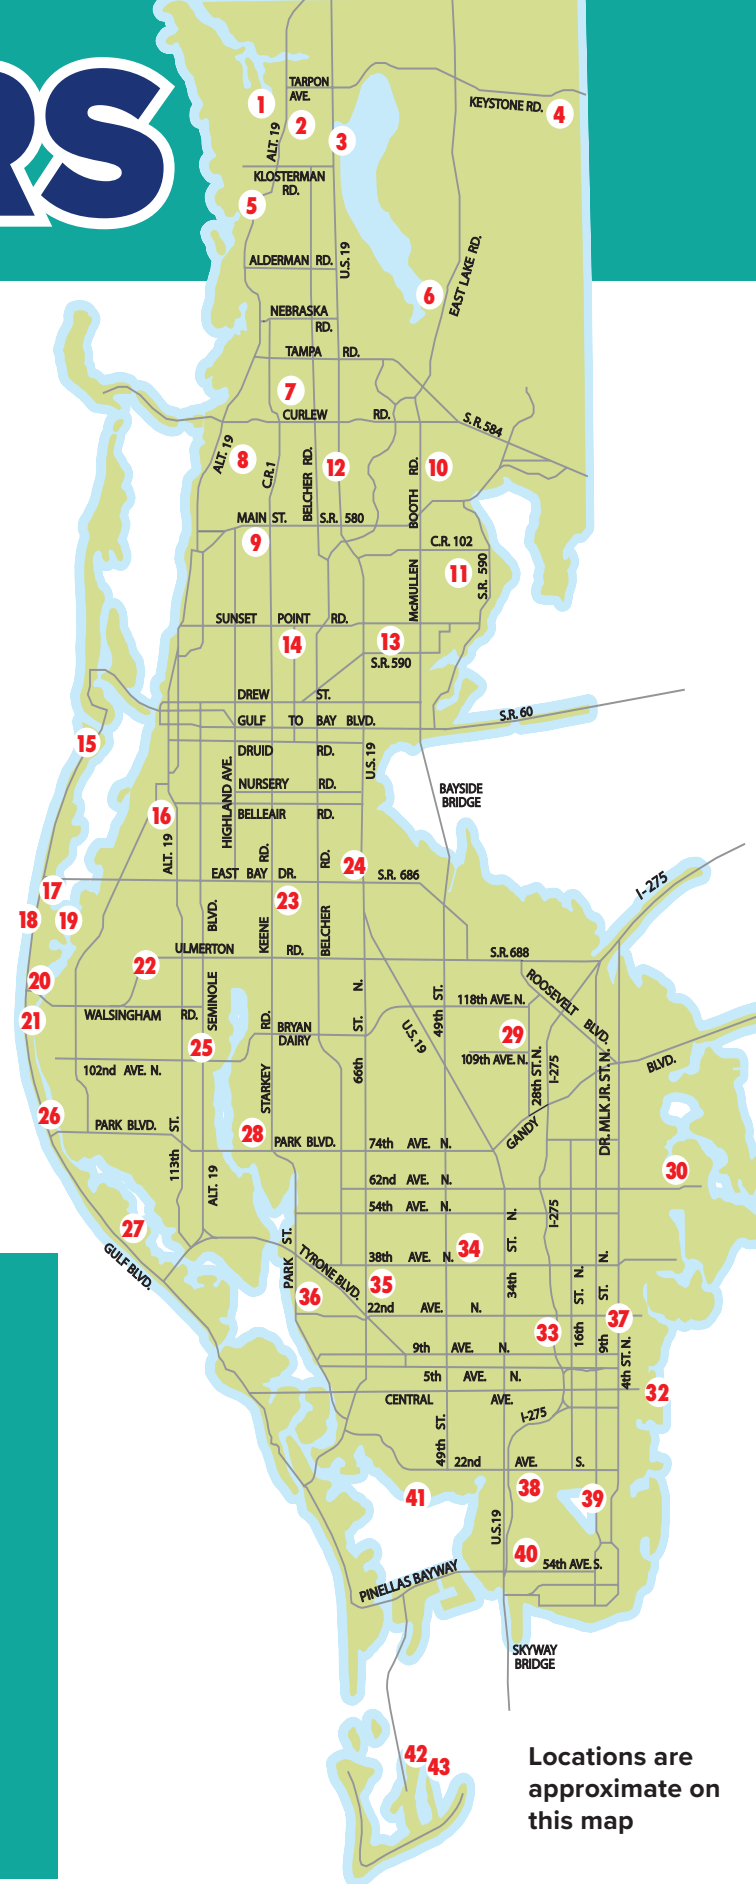 RS
TARPON
AVE.
KEYSTONE RD.
1
2
3
4
ALT. 19
KLOSTERMAN
RD.
5
ALDERMAN RD.
U.S. 19
EAST LAKE RD.
6
NEBRASKA
RD.
TAMPA RD.
7
CURLEW RD.
S.R. 584
ALT. 19
8
C.R.1
BELCHER RD.
12
BOOTH RD.
10
MAIN ST. S.R. 580
9
C.R. 102
11
S.R. 590
McMULLEN
SUNSET POINT RD.
14
13
S.R. 590
DREW ST.
GULF TO BAY BLVD.
S.R. 60
15
DRUID RD.
U.S. 19
HIGHLAND AVE.
NURSERY RD.
BAYSIDE
BRIDGE
16
BELLEAIR RD.
ALT. 19
RD.
RD.
24
EAST BAY DR.
S.R. 686
I-275
17
23
18
19
BLVD.
KEENE
BELCHER
ULMERTON RD.
S.R. 688
22
20
SEMINOLE
ROOSEVELT BLVD.
118th AVE. N.
49th ST.
66th ST. N.
21
WALSINGHAM RD.
RD.
BRYAN
DAIRY
U.S. 19
29
25
109th AVE. N.
28th ST. N.
I-275
DR. MLK JR. ST. N.
BLVD.
102nd AVE. N.
STARKEY
26
PARK BLVD.
113th ST.
28
PARK BLVD.
74th AVE. N.
GANDY
30
ALT. 19
62nd AVE. N.
54th AVE. N.
I-275
27
GULF BLVD.
PARK ST.
TYRONE BLVD.
38th AVE. N.
34
34th ST. N.
36
35
22nd AVE. N.
16th ST. N.
9th ST. N.
37
33
9th AVE. N.
4th ST. N.
5th AVE. N.
32
CENTRAL AVE.
I-275
49th ST.
22nd AVE. S.
41
38
39
U.S.19
40
54th AVE. S.
PINELLAS BAYWAY
SKYWAY
BRIDGE
42
43
Locations are
approximate on
this map